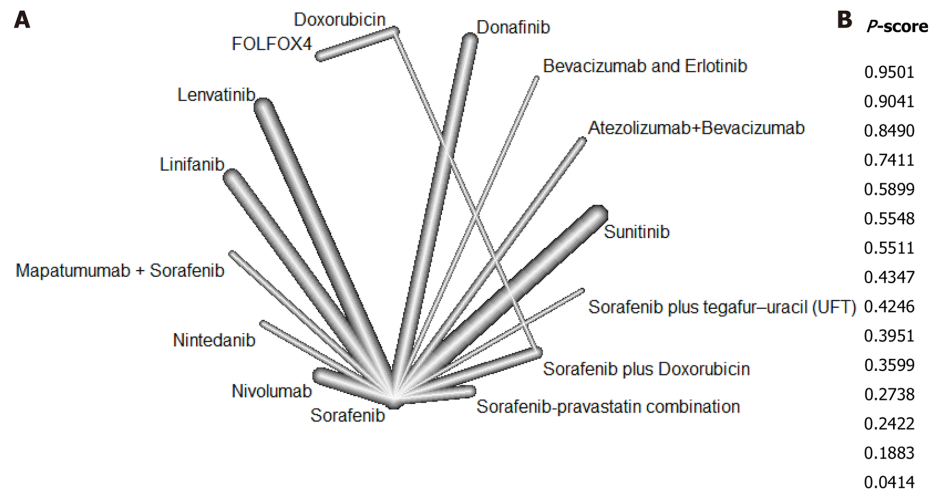 A
Doxorubicin
FOLFOX4
Donafinib
Bevacizumab and Erlotinib
Lenvatinib
Atezolizumab+Bevacizumab
Linifanib
Sunitinib
Mapatumumab + Sorafenib
Sorafenib plus tegafur–uracil (UFT)
Nintedanib
Sorafenib plus Doxorubicin
Nivolumab
Sorafenib-pravastatin combination
Sorafenib
B
P-score
0.9501
0.9041
0.8490
0.7411
0.5899
0.5548
0.5511
0.4347
0.4246
0.3951
0.3599
0.2738
0.2422
0.1883
0.0414